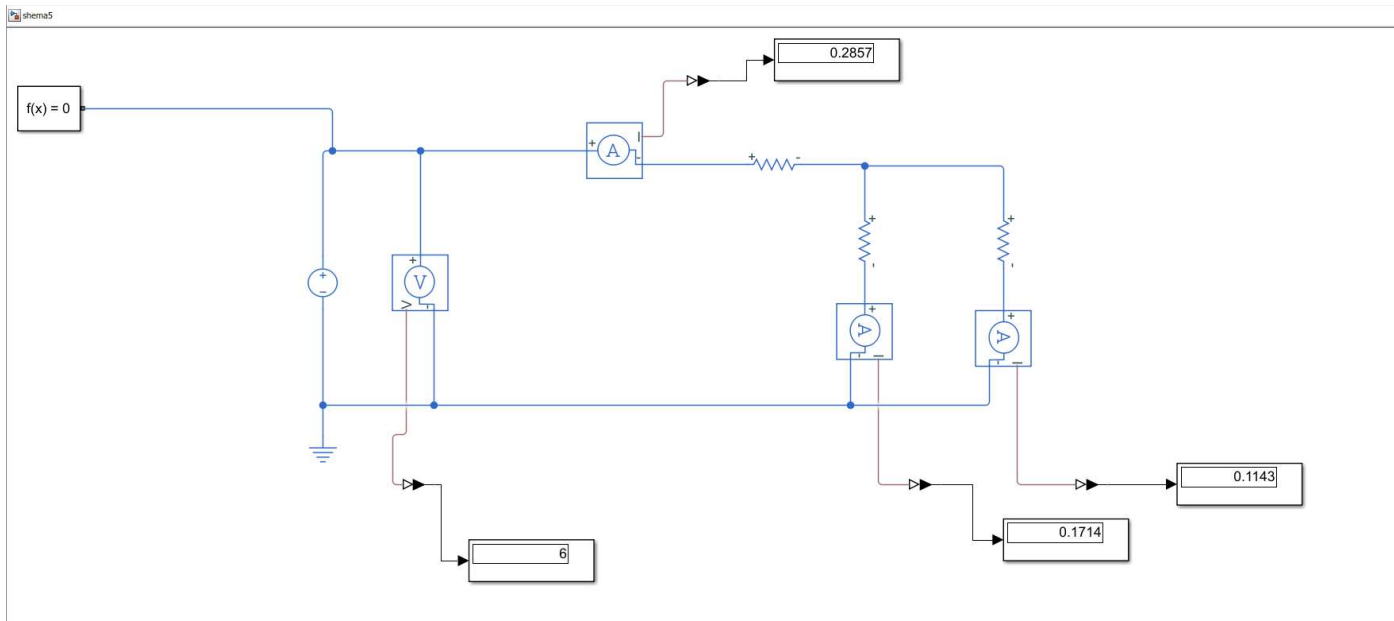 shema5
0.2857
f(x) = 0
+ A I -
+ -
+ +
- -
+ V V -
+ -
+ A I -
+ A I -
0.1143
0.1714
6